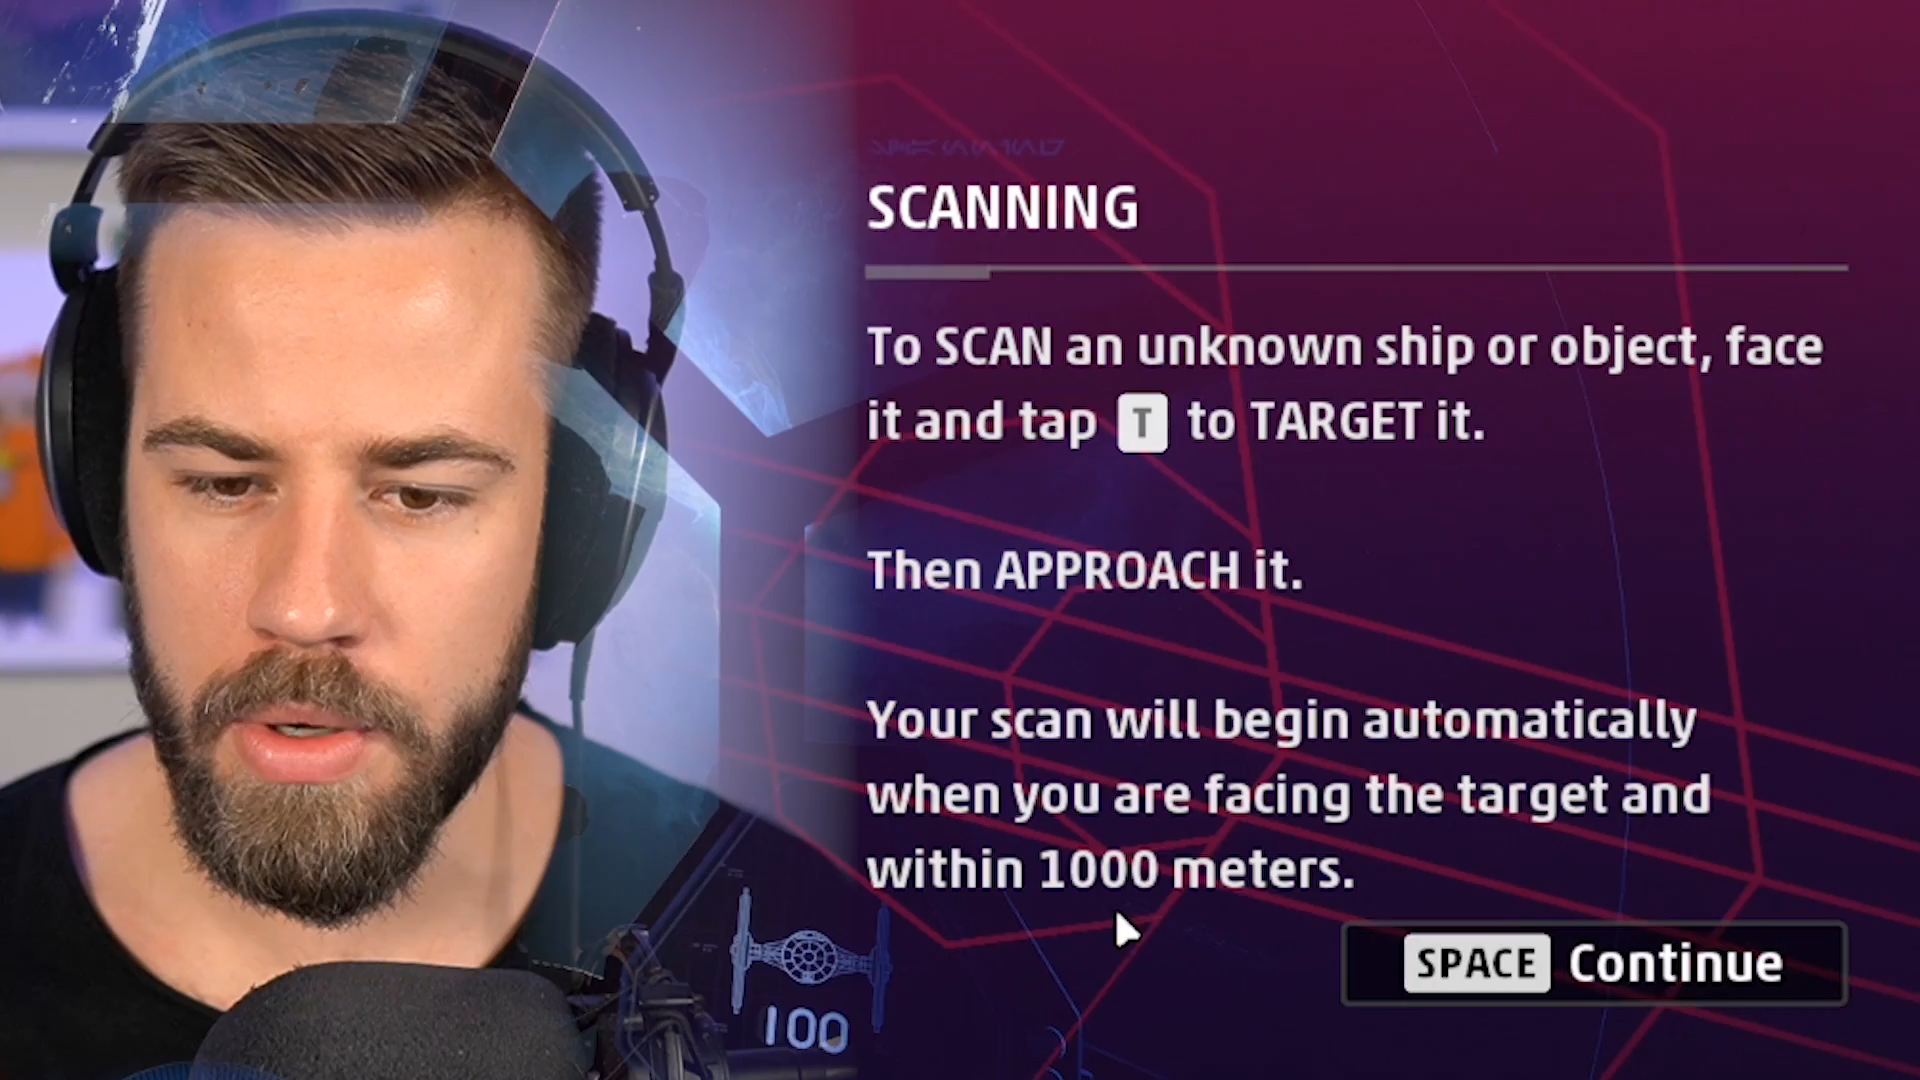 SCANNING
To SCAN an unknown ship or object, face
it and tap T to TARGET it.
Then APPROACH it.
Your scan will begin automatically
when you are facing the target and
within 1000 meters.
SPACE Continue
100